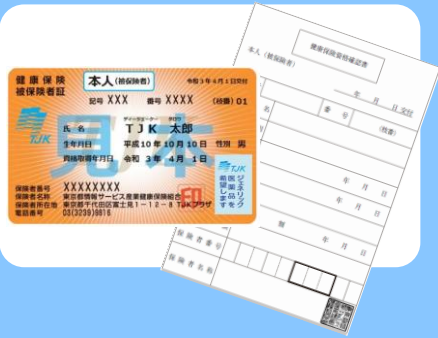 健康保険
被保険者証
本人(被保険者)
令和3年4月1日交付
記号 XXX 番号 XXXX (枝番) 01
TJK
ティージェーケー タロウ
氏名 TJK 太郎
生年月日 平成10年10月10日 性別 男
資格取得年月日 令和 3年 4月 1日
見本
保険者番号 XXXXXXXX
保険者名称 東京都情報サービス産業健康保険組合
保険者所在地 東京都千代田区富士見1-12-8 TJKプラザ
電話番号 03(3239)9816
印
TJK
ジェネリック
医薬品を
希望します
健康保険資格確認書
本人(被保険者)
年 月 日 交付
番 号
(枝番)
名
年 月 日
年 月 日
年 月 日
保険者番号
保険者名称